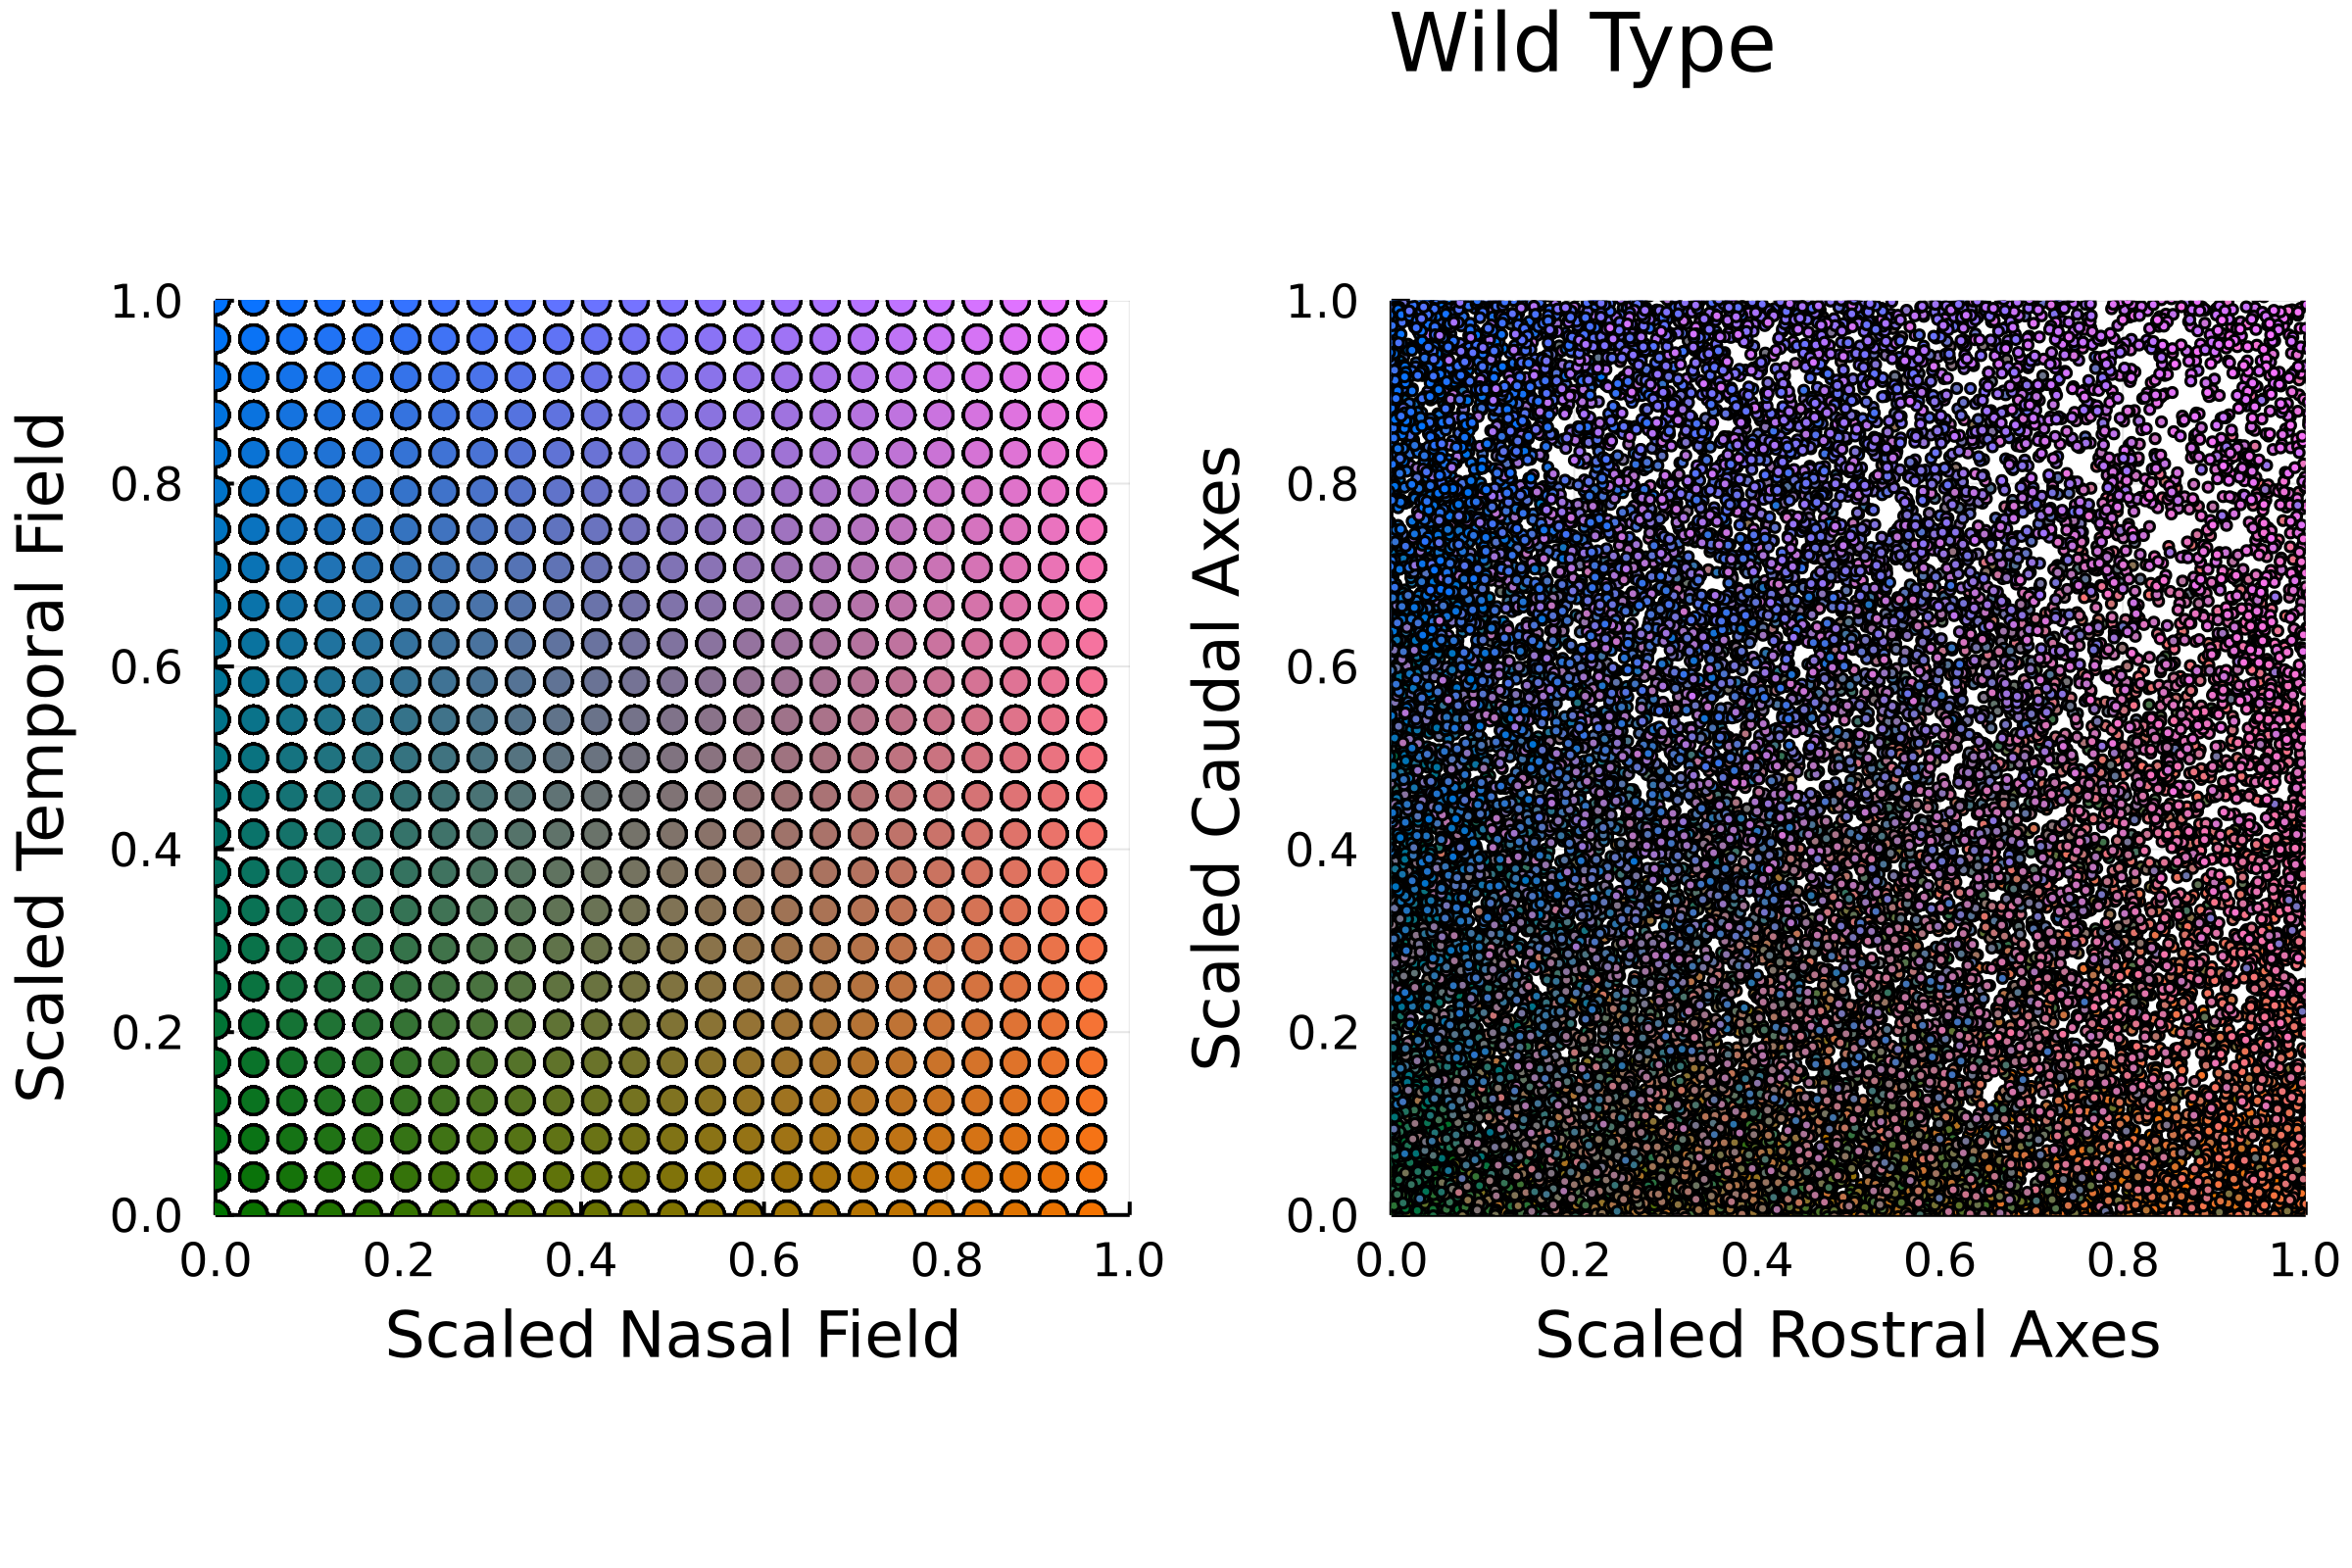 Wild Type
1.0
0.8
0.6
0.4
0.2
0.0
Scaled Temporal Field
0.0 0.2 0.4 0.6 0.8 1.0
Scaled Nasal Field
1.0
0.8
0.6
0.4
0.2
0.0
Scaled Caudal Axes
0.0 0.2 0.4 0.6 0.8 1.0
Scaled Rostral Axes